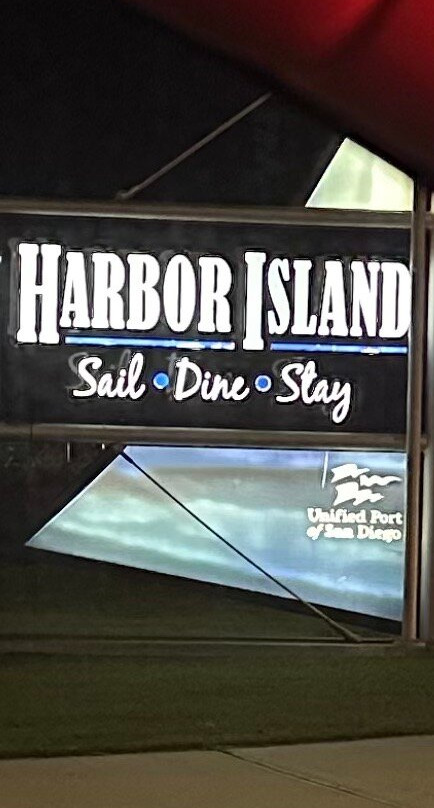 HARBOR ISLAND
Sail • Dine • Stay
Unified Port
of San Diego